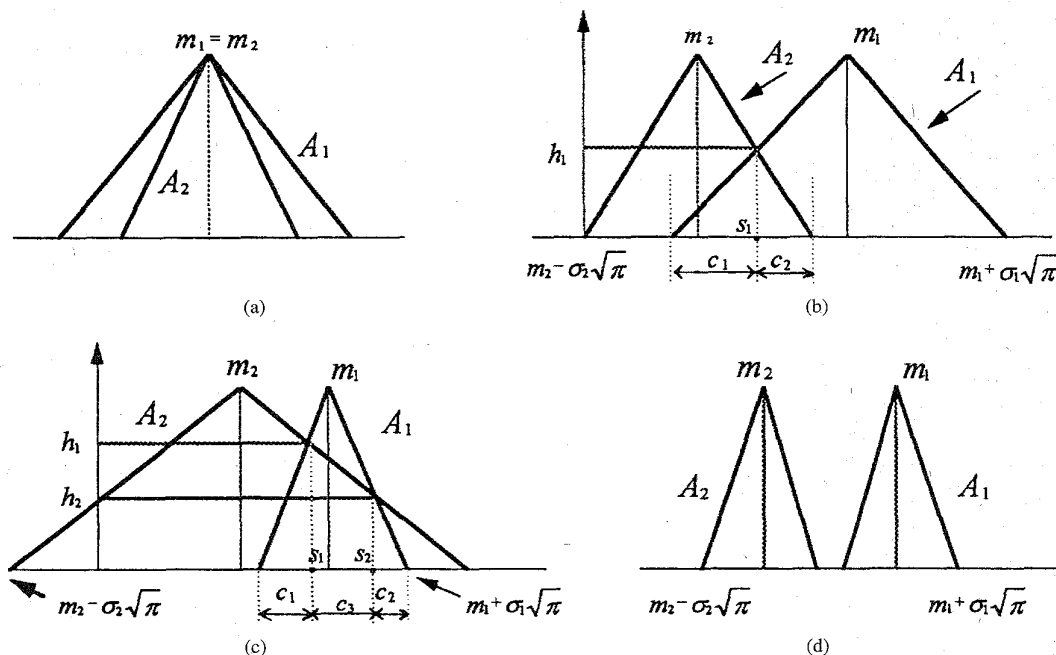 m₁ = m₂
A₁
A₂
(a)
m₂
m₁
A₂
A₁
h₁
s₁
c₁
c₂
m₂ − σ₂√π
m₁ + σ₁√π
(b)
m₂
m₁
A₂
A₁
h₁
h₂
s₁
s₂
c₁
c₃
c₂
m₂ − σ₂√π
m₁ + σ₁√π
(c)
m₂
m₁
A₂
A₁
m₂ − σ₂√π
m₁ + σ₁√π
(d)